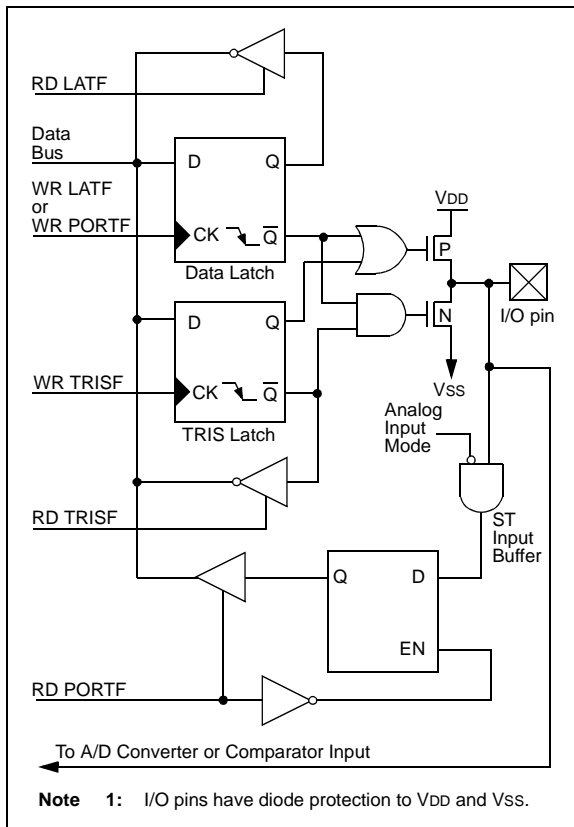 RD LATF
Data
Bus
D Q
WR LATF
or
WR PORTF
CK Q
Data Latch
VDD
P
N
I/O pin
D Q
WR TRISF
CK Q
TRIS Latch
VSS
Analog
Input
Mode
RD TRISF
ST
Input
Buffer
Q D
EN
RD PORTF
To A/D Converter or Comparator Input
Note 1: I/O pins have diode protection to VDD and VSS.